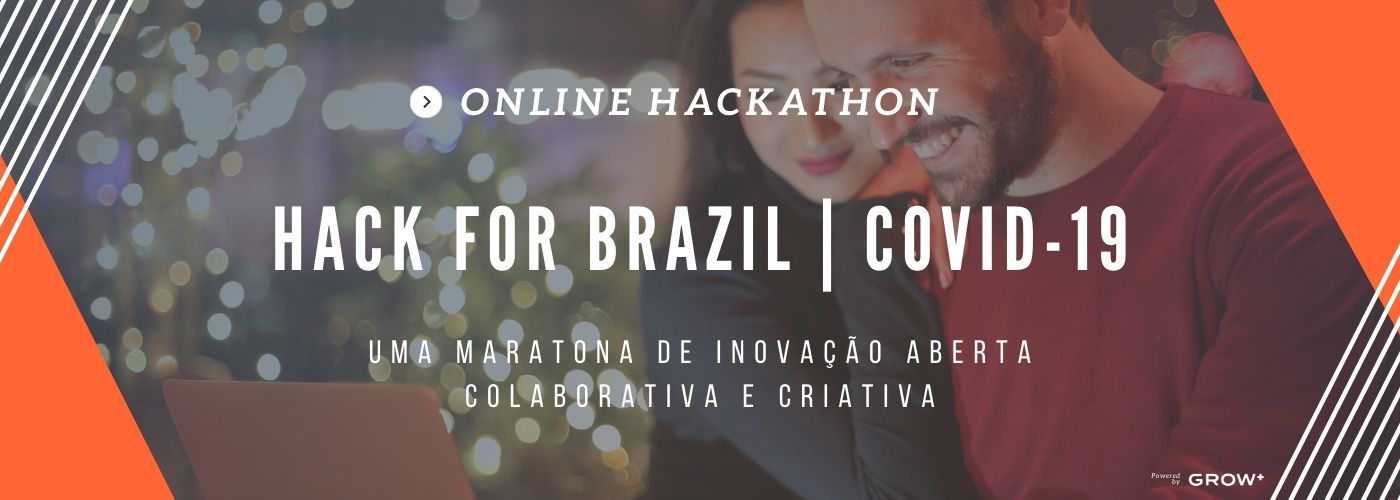 ONLINE HACKATHON
HACK FOR BRAZIL | COVID-19
UMA MARATONA DE INOVAÇÃO ABERTA
COLABORATIVA E CRIATIVA
Powered
by GROW+